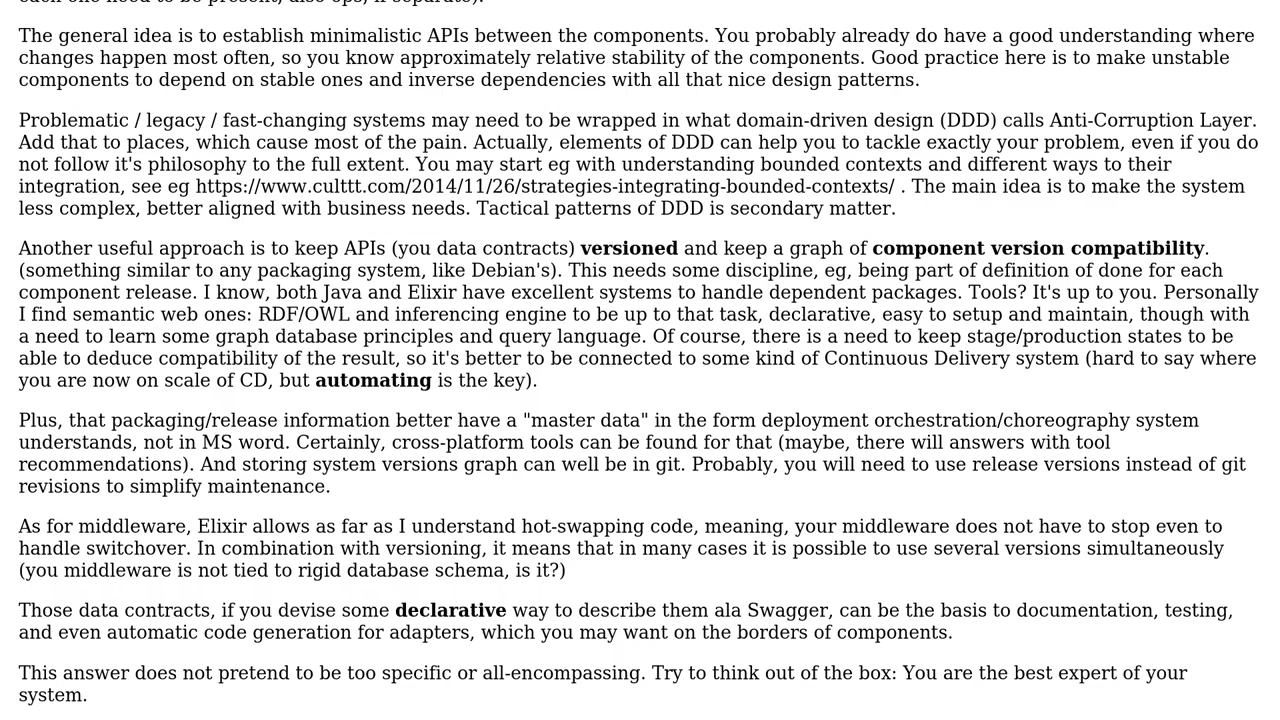 each one need to be present, also ops, if separate).
The general idea is to establish minimalistic APIs between the components. You probably already do have a good understanding where
changes happen most often, so you know approximately relative stability of the components. Good practice here is to make unstable
components to depend on stable ones and inverse dependencies with all that nice design patterns.
Problematic / legacy / fast-changing systems may need to be wrapped in what domain-driven design (DDD) calls Anti-Corruption Layer.
Add that to places, which cause most of the pain. Actually, elements of DDD can help you to tackle exactly your problem, even if you do
not follow it's philosophy to the full extent. You may start eg with understanding bounded contexts and different ways to their
integration, see eg https://www.culttt.com/2014/11/26/strategies-integrating-bounded-contexts/ . The main idea is to make the system
less complex, better aligned with business needs. Tactical patterns of DDD is secondary matter.
Another useful approach is to keep APIs (you data contracts) versioned and keep a graph of component version compatibility.
(something similar to any packaging system, like Debian's). This needs some discipline, eg, being part of definition of done for each
component release. I know, both Java and Elixir have excellent systems to handle dependent packages. Tools? It's up to you. Personally
I find semantic web ones: RDF/OWL and inferencing engine to be up to that task, declarative, easy to setup and maintain, though with
a need to learn some graph database principles and query language. Of course, there is a need to keep stage/production states to be
able to deduce compatibility of the result, so it's better to be connected to some kind of Continuous Delivery system (hard to say where
you are now on scale of CD, but automating is the key).
Plus, that packaging/release information better have a "master data" in the form deployment orchestration/choreography system
understands, not in MS word. Certainly, cross-platform tools can be found for that (maybe, there will answers with tool
recommendations). And storing system versions graph can well be in git. Probably, you will need to use release versions instead of git
revisions to simplify maintenance.
As for middleware, Elixir allows as far as I understand hot-swapping code, meaning, your middleware does not have to stop even to
handle switchover. In combination with versioning, it means that in many cases it is possible to use several versions simultaneously
(you middleware is not tied to rigid database schema, is it?)
Those data contracts, if you devise some declarative way to describe them ala Swagger, can be the basis to documentation, testing,
and even automatic code generation for adapters, which you may want on the borders of components.
This answer does not pretend to be too specific or all-encompassing. Try to think out of the box: You are the best expert of your
system.